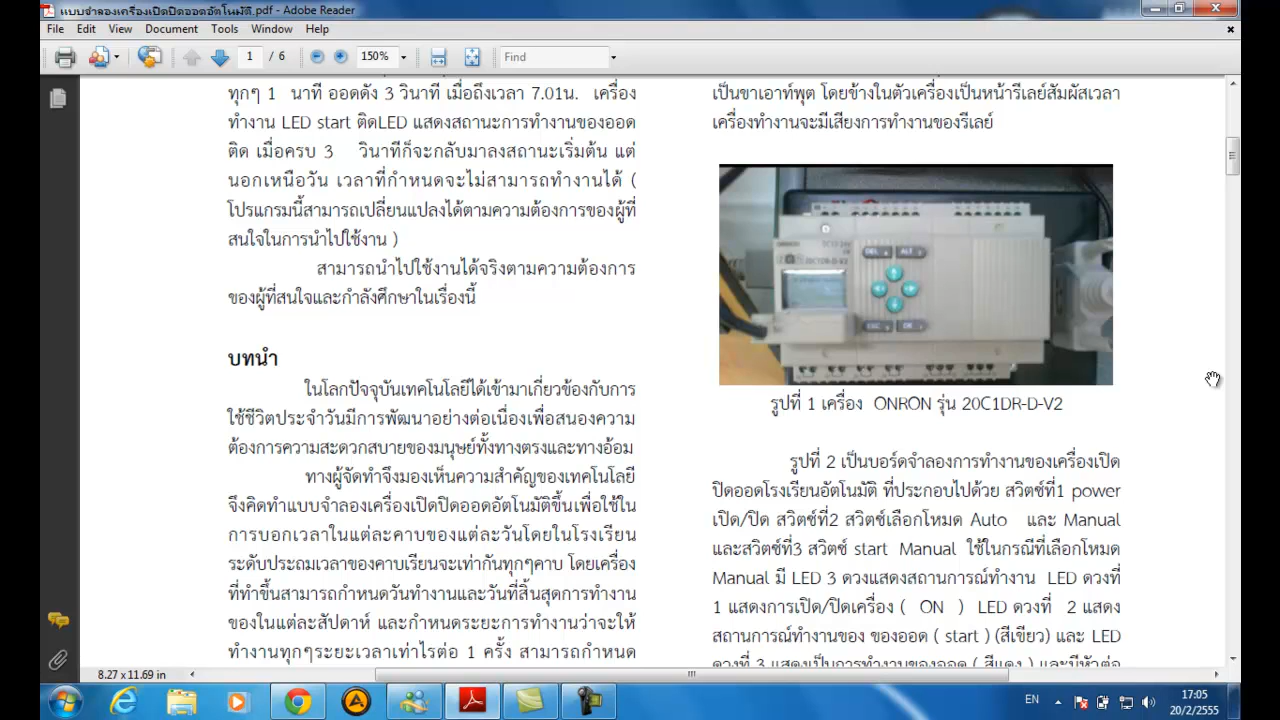 แบบจำลองเครื่องเปิดปิดออดอัตโนมัติ.pdf - Adobe Reader
File Edit View Document Tools Window Help
1 / 6 150% Find
ทุกๆ 1 นาที ออดดัง 3 วินาที เมื่อถึงเวลา 7.01น. เครื่อง
ทำงาน LED start ติดLED แสดงสถานะการทำงานของออด
ติด เมื่อครบ 3 วินาทีก็จะกลับมาลงสถานะเริ่มต้น แต่
นอกเหนือวัน เวลาที่กำหนดจะไม่สามารถทำงานได้ (
โปรแกรมนี้สามารถเปลี่ยนแปลงได้ตามความต้องการของผู้ที่
สนใจในการนำไปใช้งาน )
สามารถนำไปใช้งานได้จริงตามความต้องการ
ของผู้ที่สนใจและกำลังศึกษาในเรื่องนี้
บทนำ
ในโลกปัจจุบันเทคโนโลยีได้เข้ามาเกี่ยวข้องกับการ
ใช้ชีวิตประจำวันมีการพัฒนาอย่างต่อเนื่องเพื่อสนองความ
ต้องการความสะดวกสบายของมนุษย์ทั้งทางตรงและทางอ้อม
ทางผู้จัดทำจึงมองเห็นความสำคัญของเทคโนโลยี
จึงคิดทำแบบจำลองเครื่องเปิดปิดออดอัตโนมัติขึ้นเพื่อใช้ใน
การบอกเวลาในแต่ละคาบของแต่ละวันโดยในโรงเรียน
ระดับประถมเวลาของคาบเรียนจะเท่ากันทุกๆคาบ โดยเครื่อง
ที่ทำขึ้นสามารถกำหนดวันทำงานและวันที่สิ้นสุดการทำงาน
ของในแต่ละสัปดาห์ และกำหนดระยะการทำงานว่าจะให้
ทำงานทุกๆระยะเวลาเท่าไรต่อ 1 ครั้ง สามารถกำหนด
เป็นขาเอาท์พุต โดยข้างในตัวเครื่องเป็นหน้ารีเลย์สัมผัสเวลา
เครื่องทำงานจะมีเสียงการทำงานของรีเลย์
DEL ALT
ESC OK
รูปที่ 1 เครื่อง ONRON รุ่น 20C1DR-D-V2
รูปที่ 2 เป็นบอร์ดจำลองการทำงานของเครื่องเปิด
ปิดออดโรงเรียนอัตโนมัติ ที่ประกอบไปด้วย สวิตซ์ที่1 power
เปิด/ปิด สวิตซ์ที่2 สวิตซ์เลือกโหมด Auto และ Manual
และสวิตซ์ที่3 สวิตซ์ start Manual ใช้ในกรณีที่เลือกโหมด
Manual มี LED 3 ดวงแสดงสถานการณ์ทำงาน LED ดวงที่
1 แสดงการเปิด/ปิดเครื่อง ( ON ) LED ดวงที่ 2 แสดง
สถานการณ์ทำงานของ ของออด ( start ) (สีเขียว) และ LED
ดวงที่ 3 แสดงเป็นการทำงานของออด ( สีแดง ) และมีหัวต่อ
8.27 x 11.69 in
EN 17:05
20/2/2555